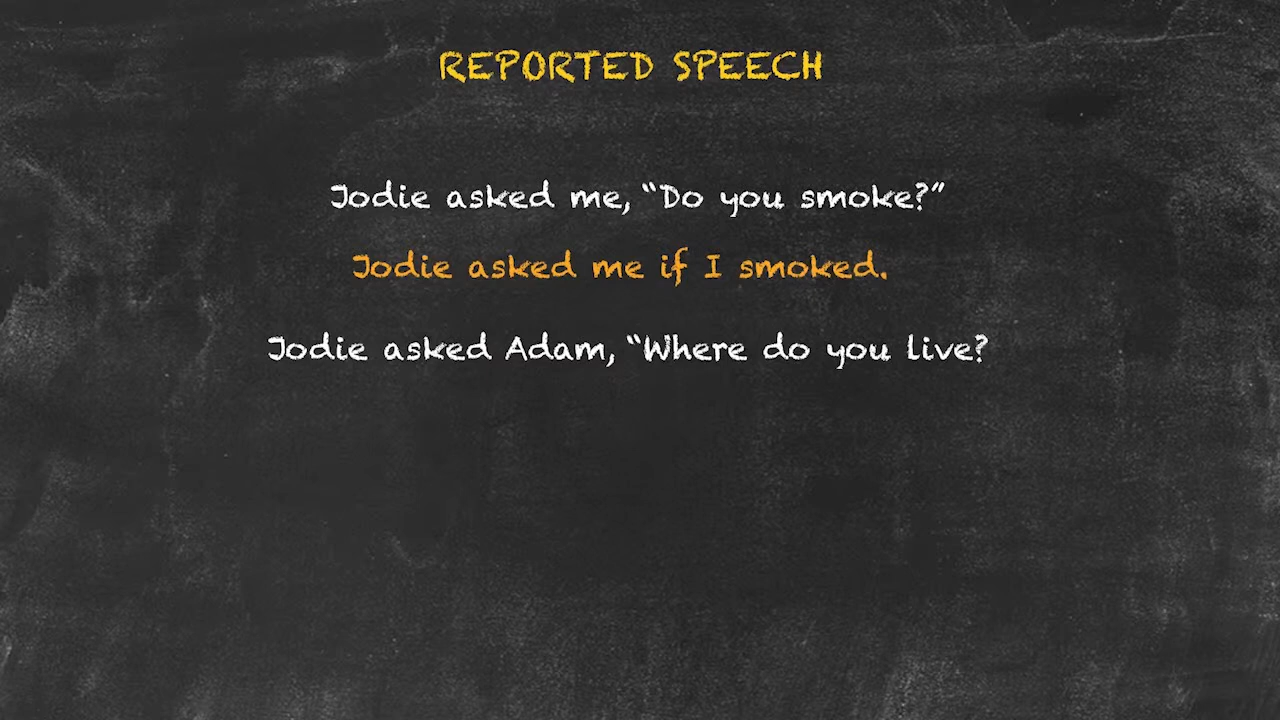 REPORTED SPEECH
Jodie asked me, “Do you smoke?”
Jodie asked me if I smoked.
Jodie asked Adam, “Where do you live?